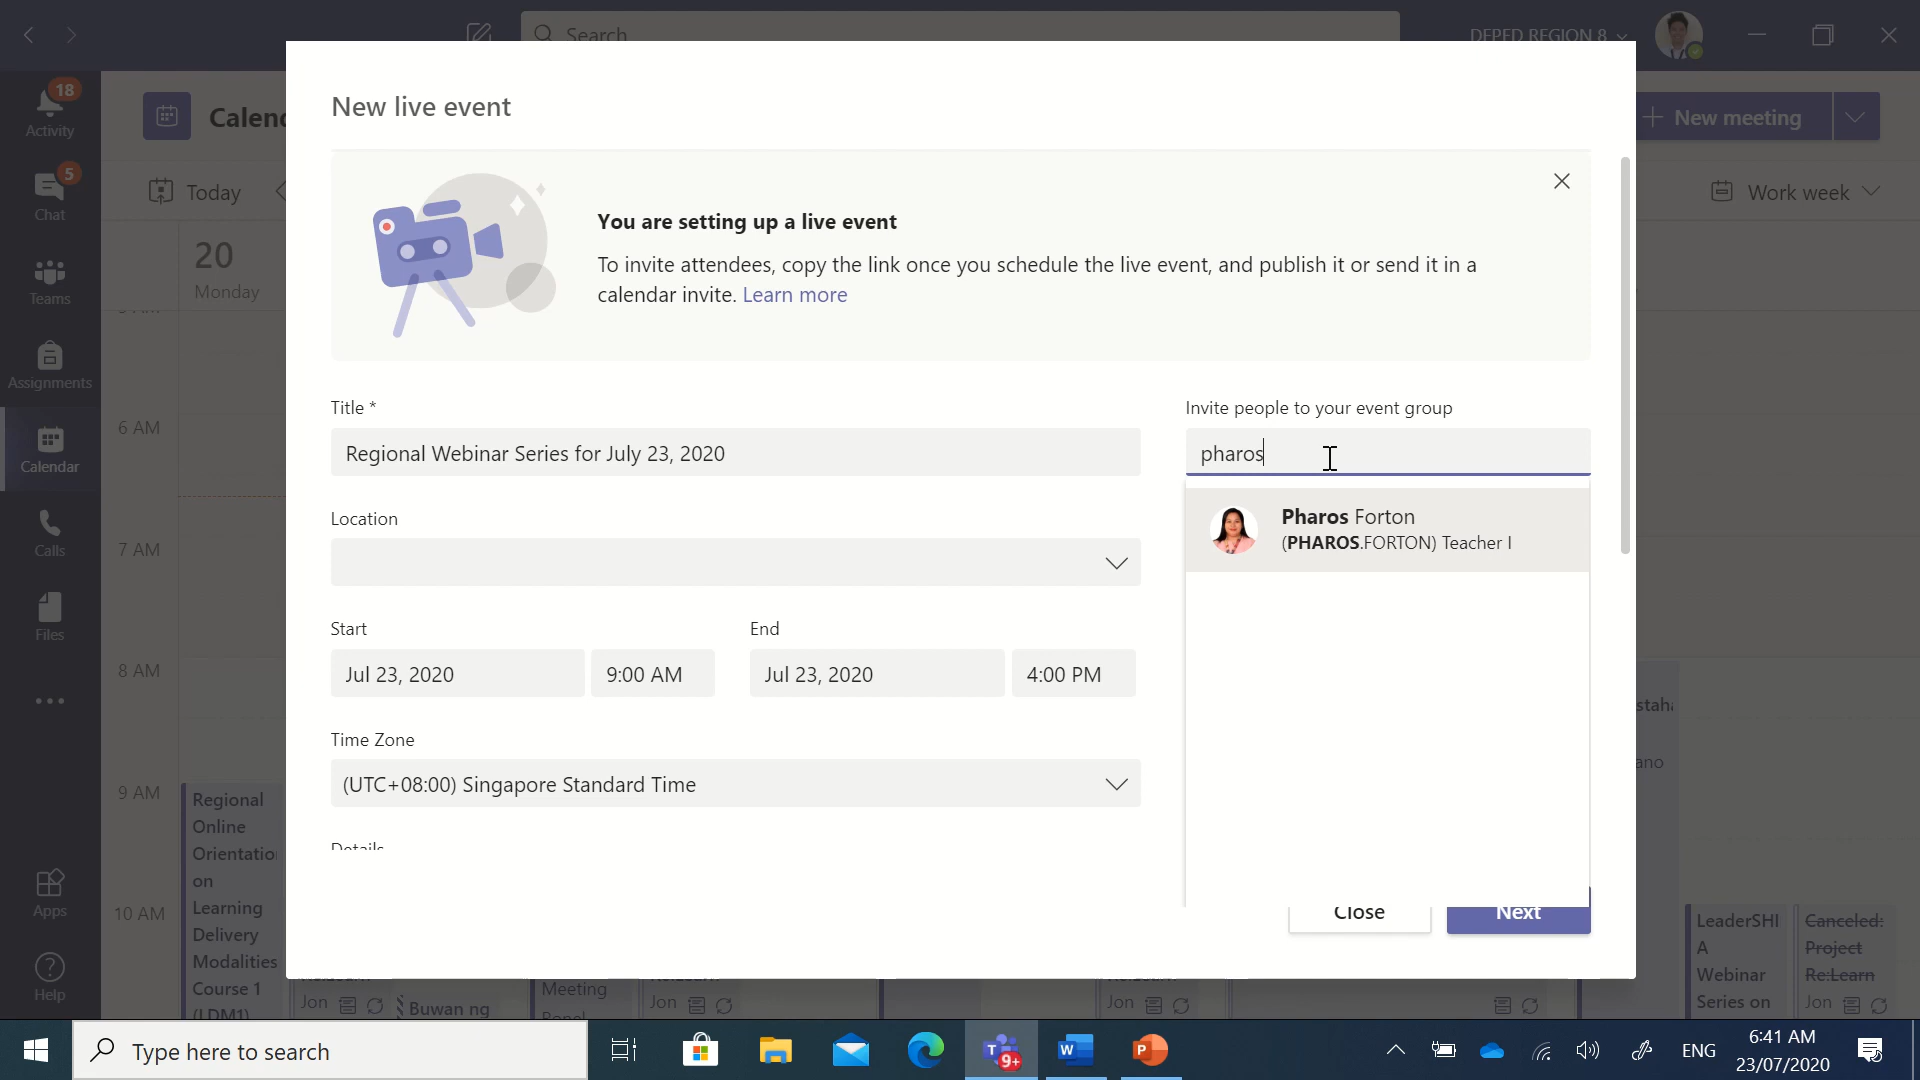 Search
DEPED REGION 8
18
Activity
5
Chat
Teams
Assignments
Calendar
Calls
Files
Apps
Help
Calend
New meeting
Today
Work week
20
Monday
6 AM
7 AM
8 AM
9 AM
10 AM
Regional
Online
Orientatio
on
Learning
Delivery
Modalities
Course 1
(LDM1)
New live event
You are setting up a live event
To invite attendees, copy the link once you schedule the live event, and publish it or send it in a
calendar invite. Learn more
Title *
Regional Webinar Series for July 23, 2020
Location
Start
End
Jul 23, 2020
9:00 AM
Jul 23, 2020
4:00 PM
Time Zone
(UTC+08:00) Singapore Standard Time
Details
Invite people to your event group
pharos
Pharos Forton
(PHAROS.FORTON) Teacher I
Close
Next
Jon
Buwan ng
Meeting
Jon
Jon
staha
ano
LeaderSHI
A
Webinar
Series on
Canceled:
Project
Re:Learn
Jon
Type here to search
9+
ENG
6:41 AM
23/07/2020